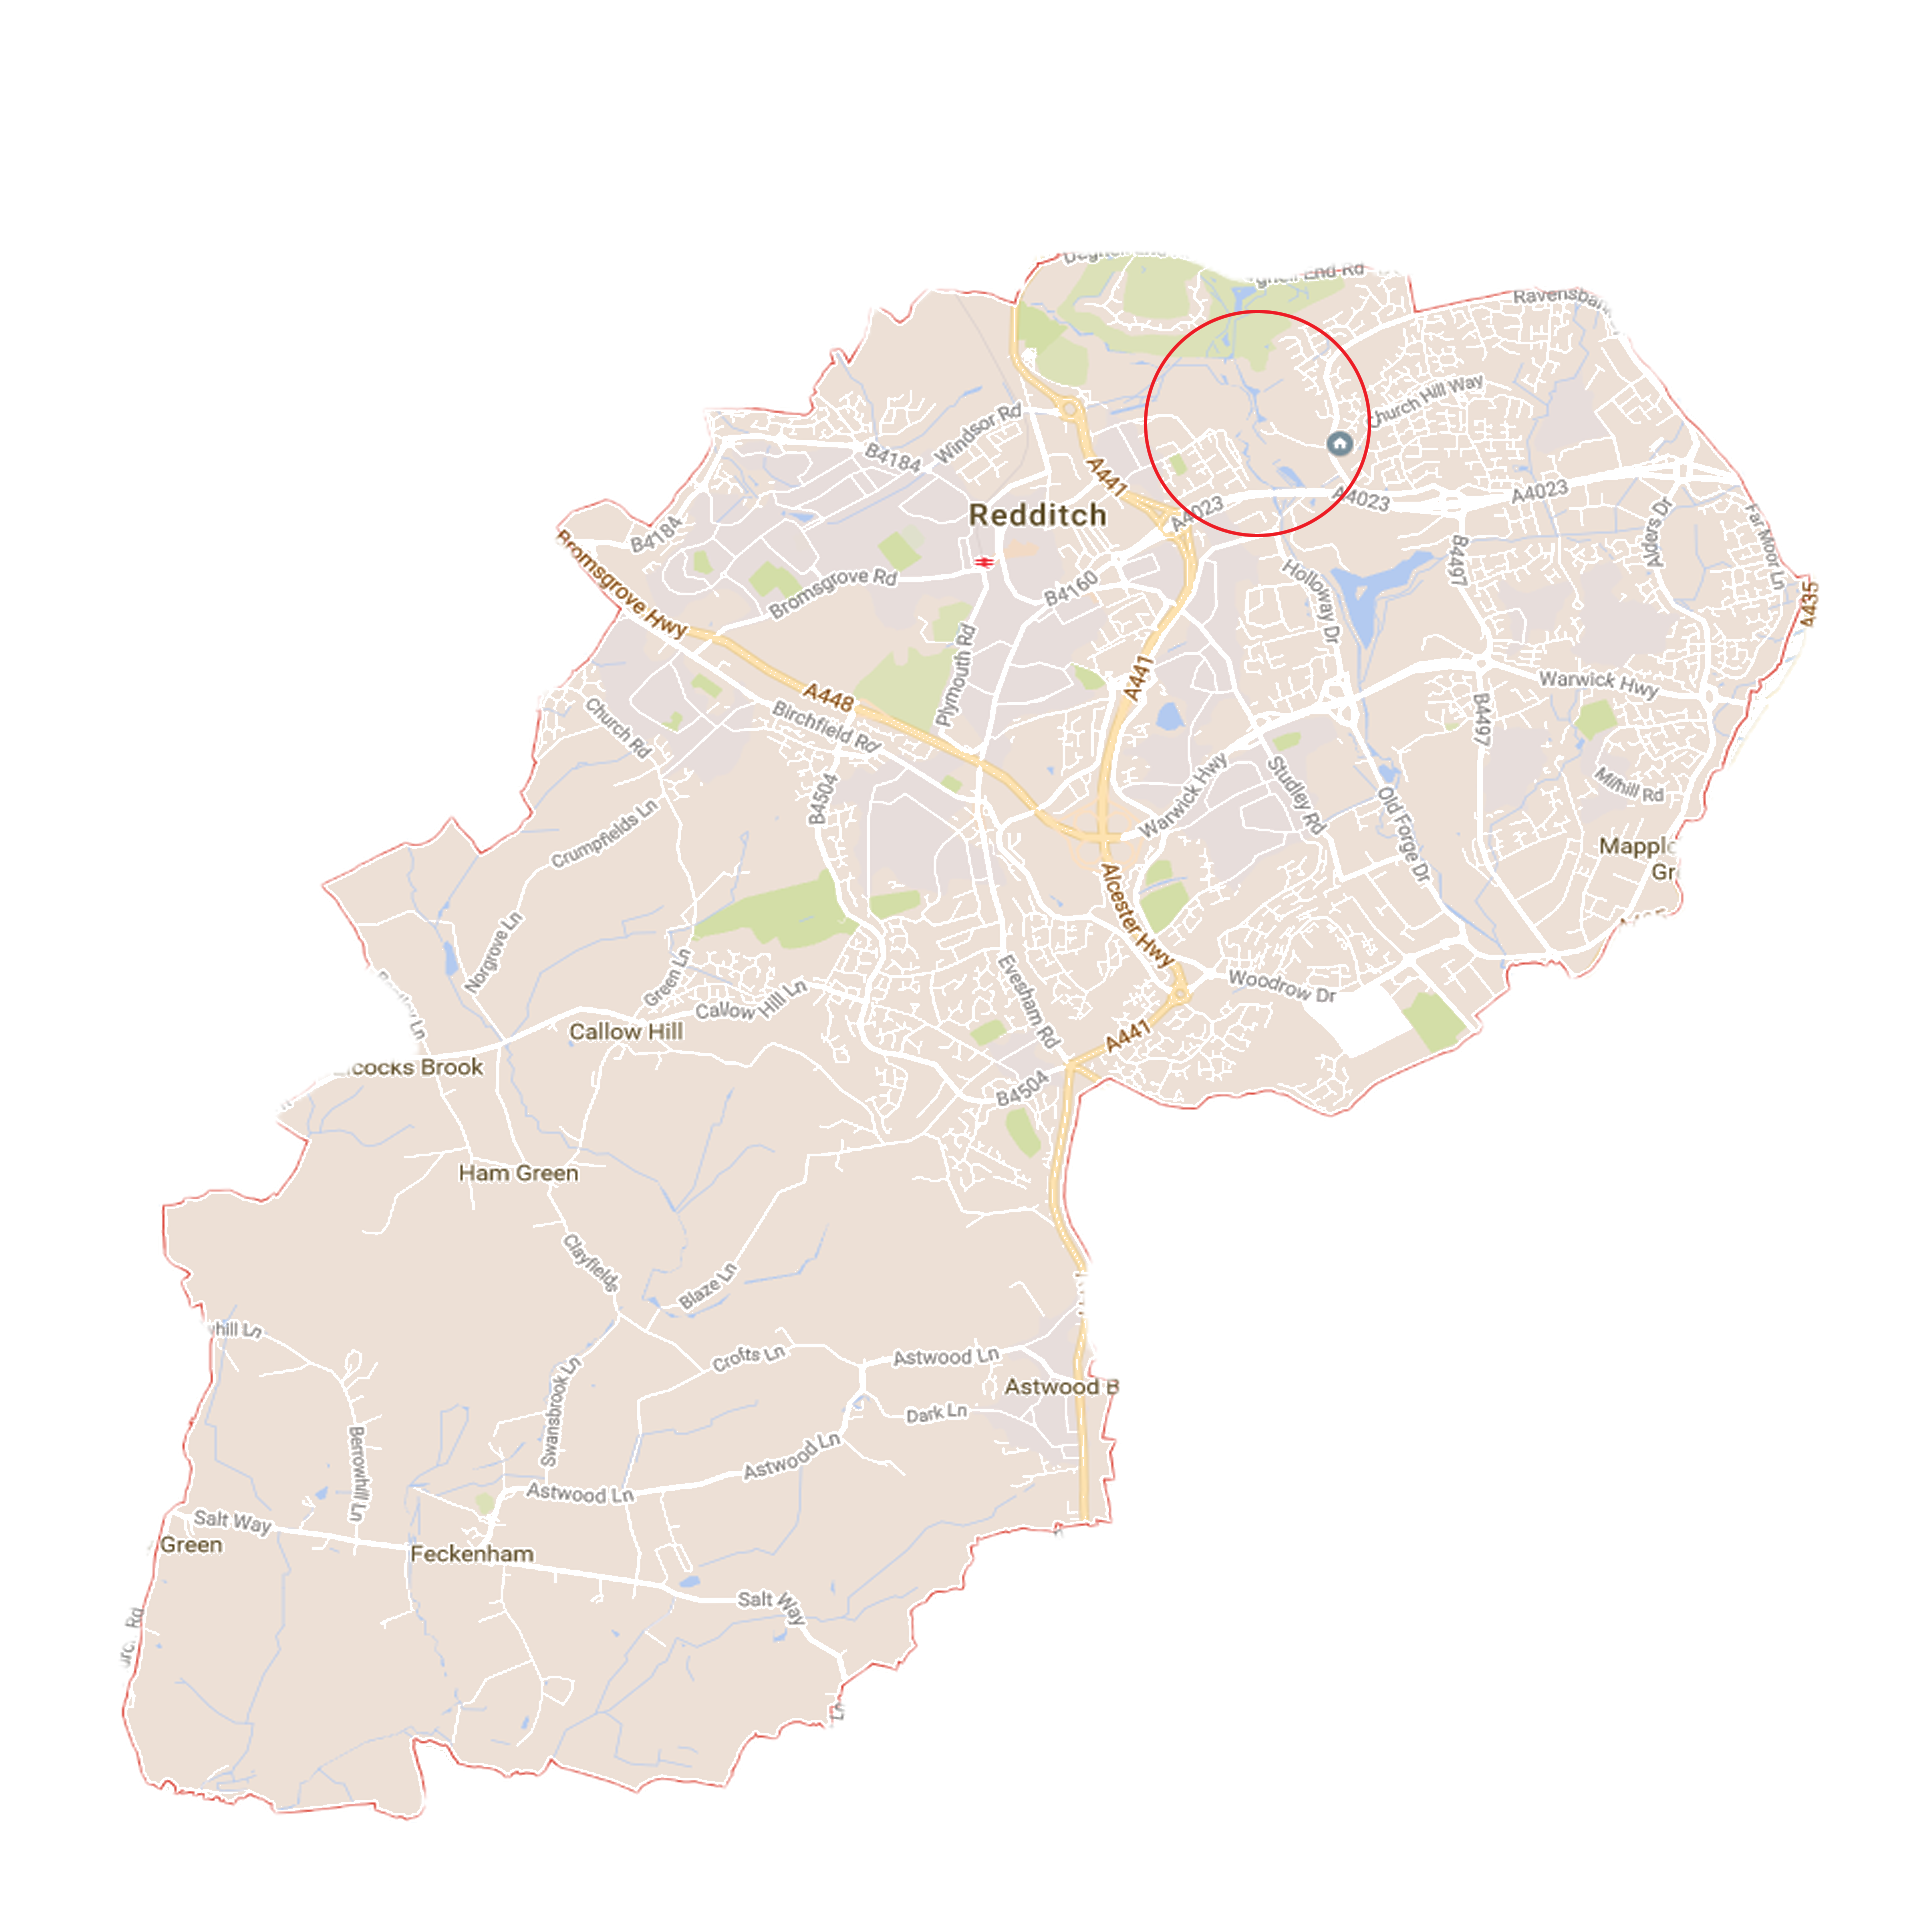 End Rd
Church Hill Way
Windsor Rd
B4184
A441
Redditch
A4023
A4023
A4023
B4184
Alders Dr
Far Moor Ln
B4497
Bromsgrove Hwy
Bromsgrove Rd
B4160
Holloway Dr
A435
Plymouth Rd
A441
Warwick Hwy
A448
Church Rd
Birchfield Rd
B4497
B4504
Warwick Hwy
Studley Rd
Old Forge Dr
Crumpfields Ln
Alcester Hwy
Norgrove Ln
Green Ln
Evesham Rd
Woodrow Dr
Callow Hill Ln
Callow Hill
A441
cocks Brook
B4504
Ham Green
Clayfields
Blaze Ln
hill Ln
Crofts Ln
Astwood Ln
Astwood B
Swansbrook Ln
Dark Ln
Berrowhill Ln
Astwood Ln
Astwood Ln
Salt Way
Green
Feckenham
Salt Way
Rd
Ln